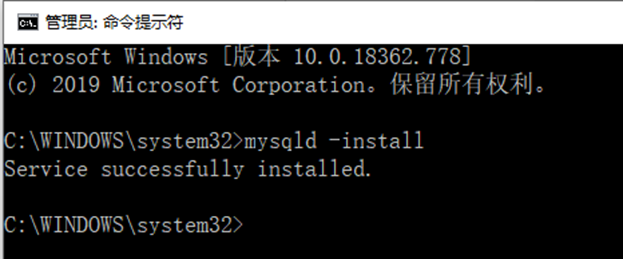 管理员: 命令提示符
Microsoft Windows [版本 10.0.18362.778]
(c) 2019 Microsoft Corporation。保留所有权利。
C:\WINDOWS\system32>mysqld -install
Service successfully installed.
C:\WINDOWS\system32>